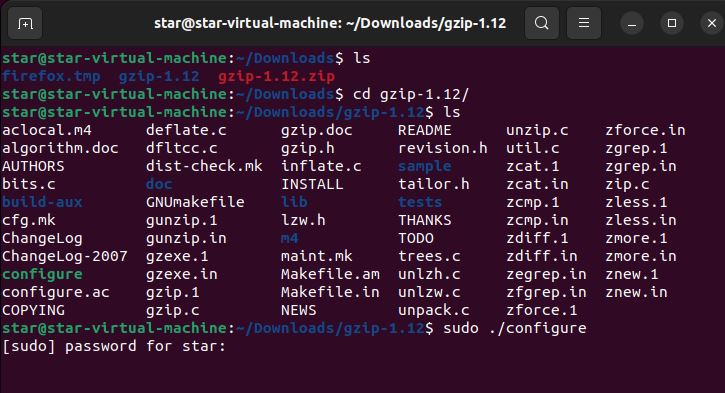 star@star-virtual-machine: ~/Downloads/gzip-1.12
star@star-virtual-machine:~/Downloads$ ls
firefox.tmp gzip-1.12 gzip-1.12.zip
star@star-virtual-machine:~/Downloads$ cd gzip-1.12/
star@star-virtual-machine:~/Downloads/gzip-1.12$ ls
aclocal.m4 deflate.c gzip.doc README unzip.c zforce.in
algorithm.doc dfltcc.c gzip.h revision.h util.c zgrep.1
AUTHORS dist-check.mk inflate.c sample zcat.1 zgrep.in
bits.c doc INSTALL tailor.h zcat.in zip.c
build-aux GNUmakefile lib tests zcmp.1 zless.1
cfg.mk gunzip.1 lzw.h THANKS zcmp.in zless.in
ChangeLog gunzip.in m4 TODO zdiff.1 zmore.1
ChangeLog-2007 gzexe.1 maint.mk trees.c zdiff.in zmore.in
configure gzexe.in Makefile.am unlzh.c zegrep.in znew.1
configure.ac gzip.1 Makefile.in unlzw.c zfgrep.in znew.in
COPYING gzip.c NEWS unpack.c zforce.1
star@star-virtual-machine:~/Downloads/gzip-1.12$ sudo ./configure
[sudo] password for star: